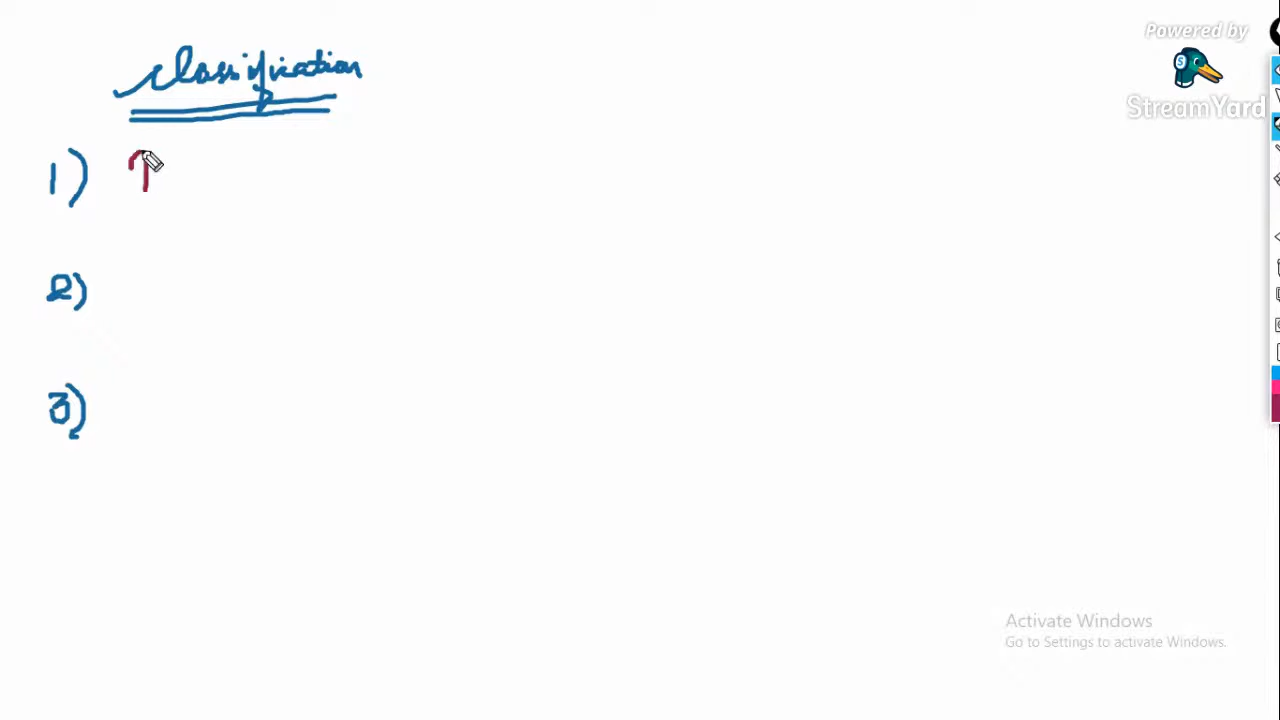 Powered by
StreamYard
classification
1)
2)
3)
Activate Windows
Go to Settings to activate Windows.